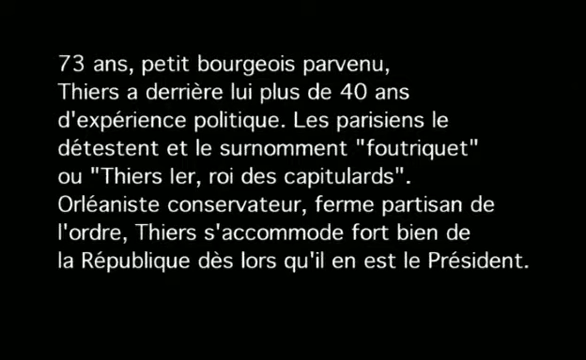 73 ans, petit bourgeois parvenu,
Thiers a derrière lui plus de 40 ans
d'expérience politique. Les parisiens le
détestent et le surnomment "foutriquet"
ou "Thiers Ier, roi des capitulards".
Orléaniste conservateur, ferme partisan de
l'ordre, Thiers s'accommode fort bien de
la République dès lors qu'il en est le Président.